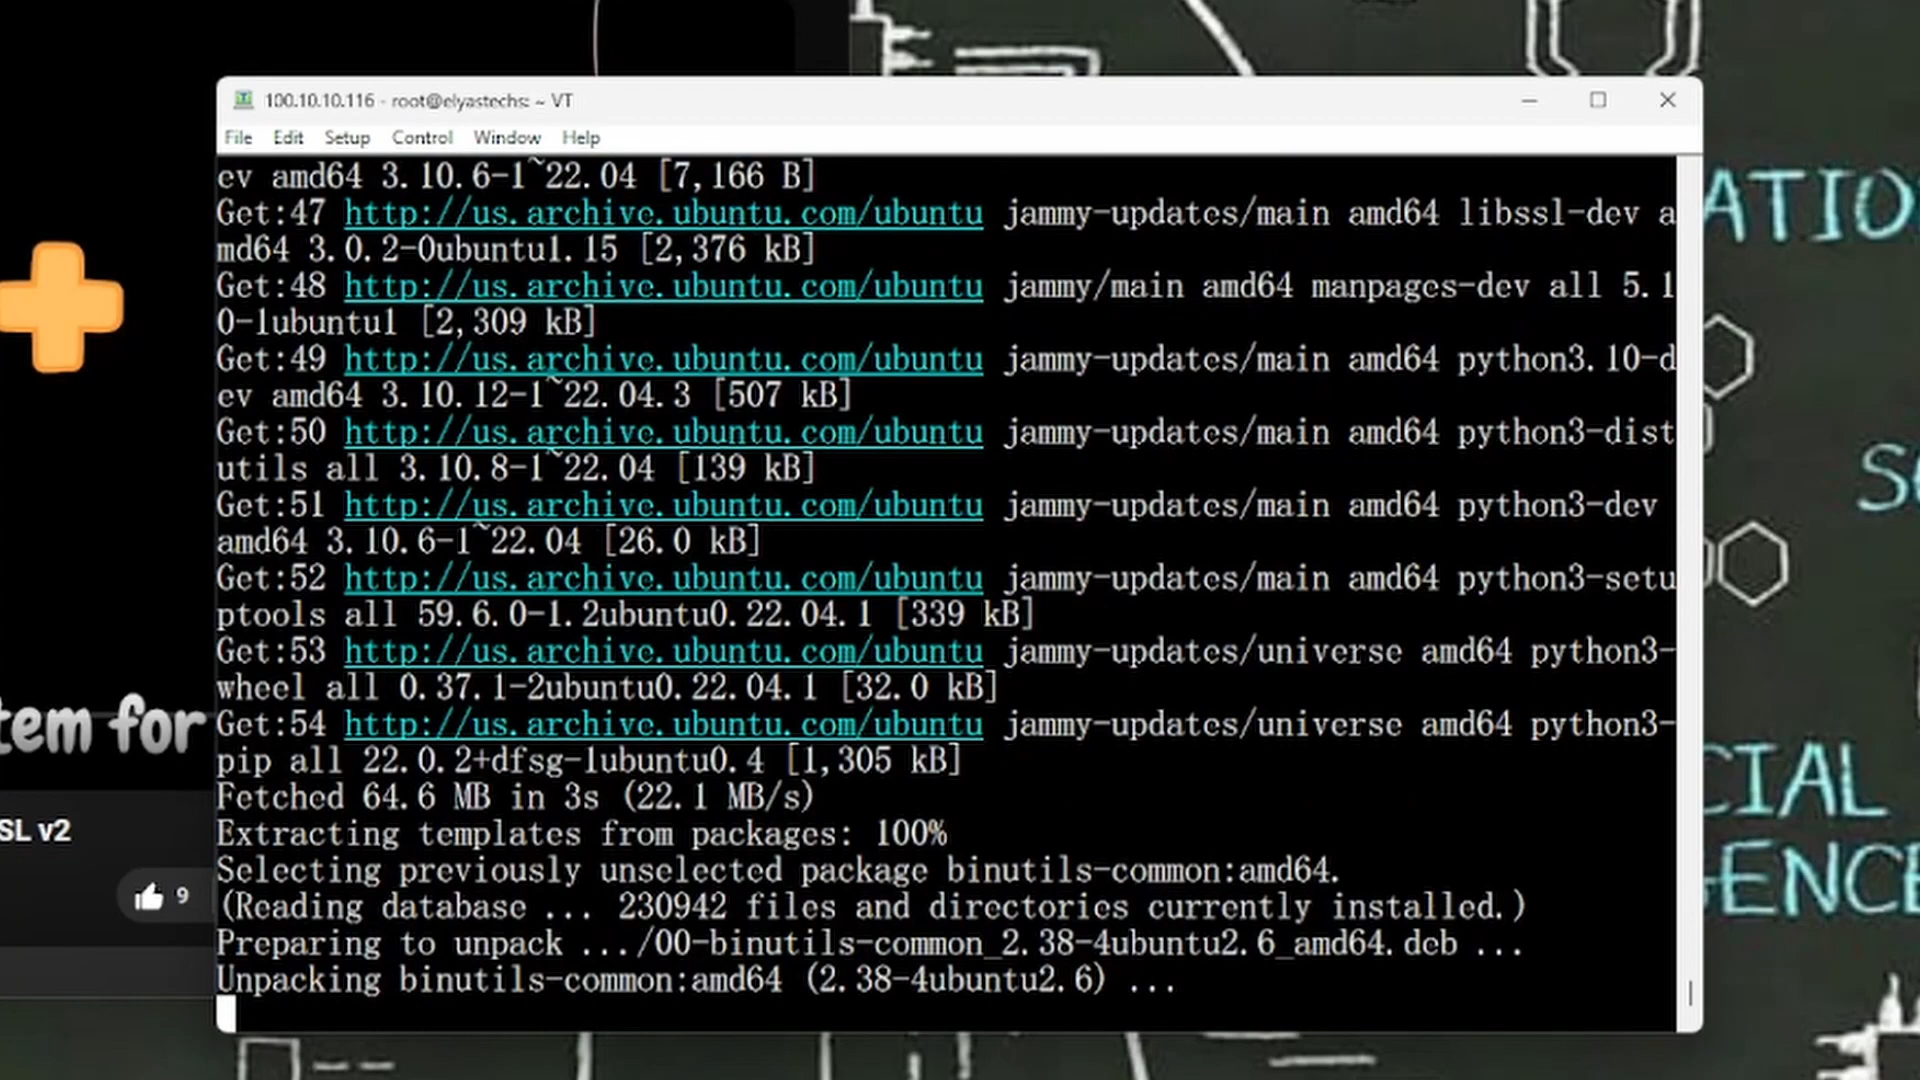 100.10.10.116 - root@elyastechs: ~ VT
File Edit Setup Control Window Help
ev amd64 3.10.6-1~22.04 [7,166 B]
Get:47 http://us.archive.ubuntu.com/ubuntu jammy-updates/main amd64 libssl-dev a
md64 3.0.2-0ubuntu1.15 [2,376 kB]
Get:48 http://us.archive.ubuntu.com/ubuntu jammy/main amd64 manpages-dev all 5.1
0-1ubuntu1 [2,309 kB]
Get:49 http://us.archive.ubuntu.com/ubuntu jammy-updates/main amd64 python3.10-d
ev amd64 3.10.12-1~22.04.3 [507 kB]
Get:50 http://us.archive.ubuntu.com/ubuntu jammy-updates/main amd64 python3-dist
utils all 3.10.8-1~22.04 [139 kB]
Get:51 http://us.archive.ubuntu.com/ubuntu jammy-updates/main amd64 python3-dev
amd64 3.10.6-1~22.04 [26.0 kB]
Get:52 http://us.archive.ubuntu.com/ubuntu jammy-updates/main amd64 python3-setu
ptools all 59.6.0-1.2ubuntu0.22.04.1 [339 kB]
Get:53 http://us.archive.ubuntu.com/ubuntu jammy-updates/universe amd64 python3-
wheel all 0.37.1-2ubuntu0.22.04.1 [32.0 kB]
Get:54 http://us.archive.ubuntu.com/ubuntu jammy-updates/universe amd64 python3-
pip all 22.0.2+dfsg-1ubuntu0.4 [1,305 kB]
Fetched 64.6 MB in 3s (22.1 MB/s)
Extracting templates from packages: 100%
Selecting previously unselected package binutils-common:amd64.
(Reading database ... 230942 files and directories currently installed.)
Preparing to unpack .../00-binutils-common_2.38-4ubuntu2.6_amd64.deb ...
Unpacking binutils-common:amd64 (2.38-4ubuntu2.6) ...
tem for
SL v2
9
ATIO
CIAL
ENCE